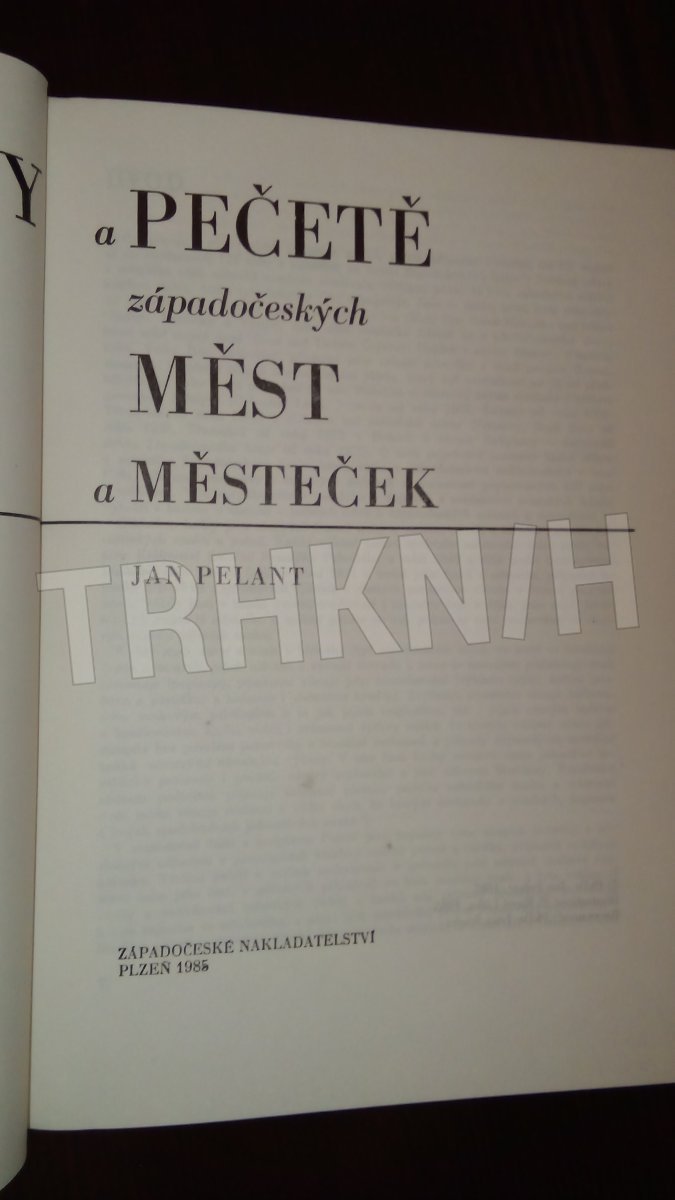 Y
a PEČETĚ
západočeských
MĚST
a MĚSTEČEK
JAN PELANT
TRHKNIH
ZÁPADOČESKÉ NAKLADATELSTVÍ
PLZEŇ 1985